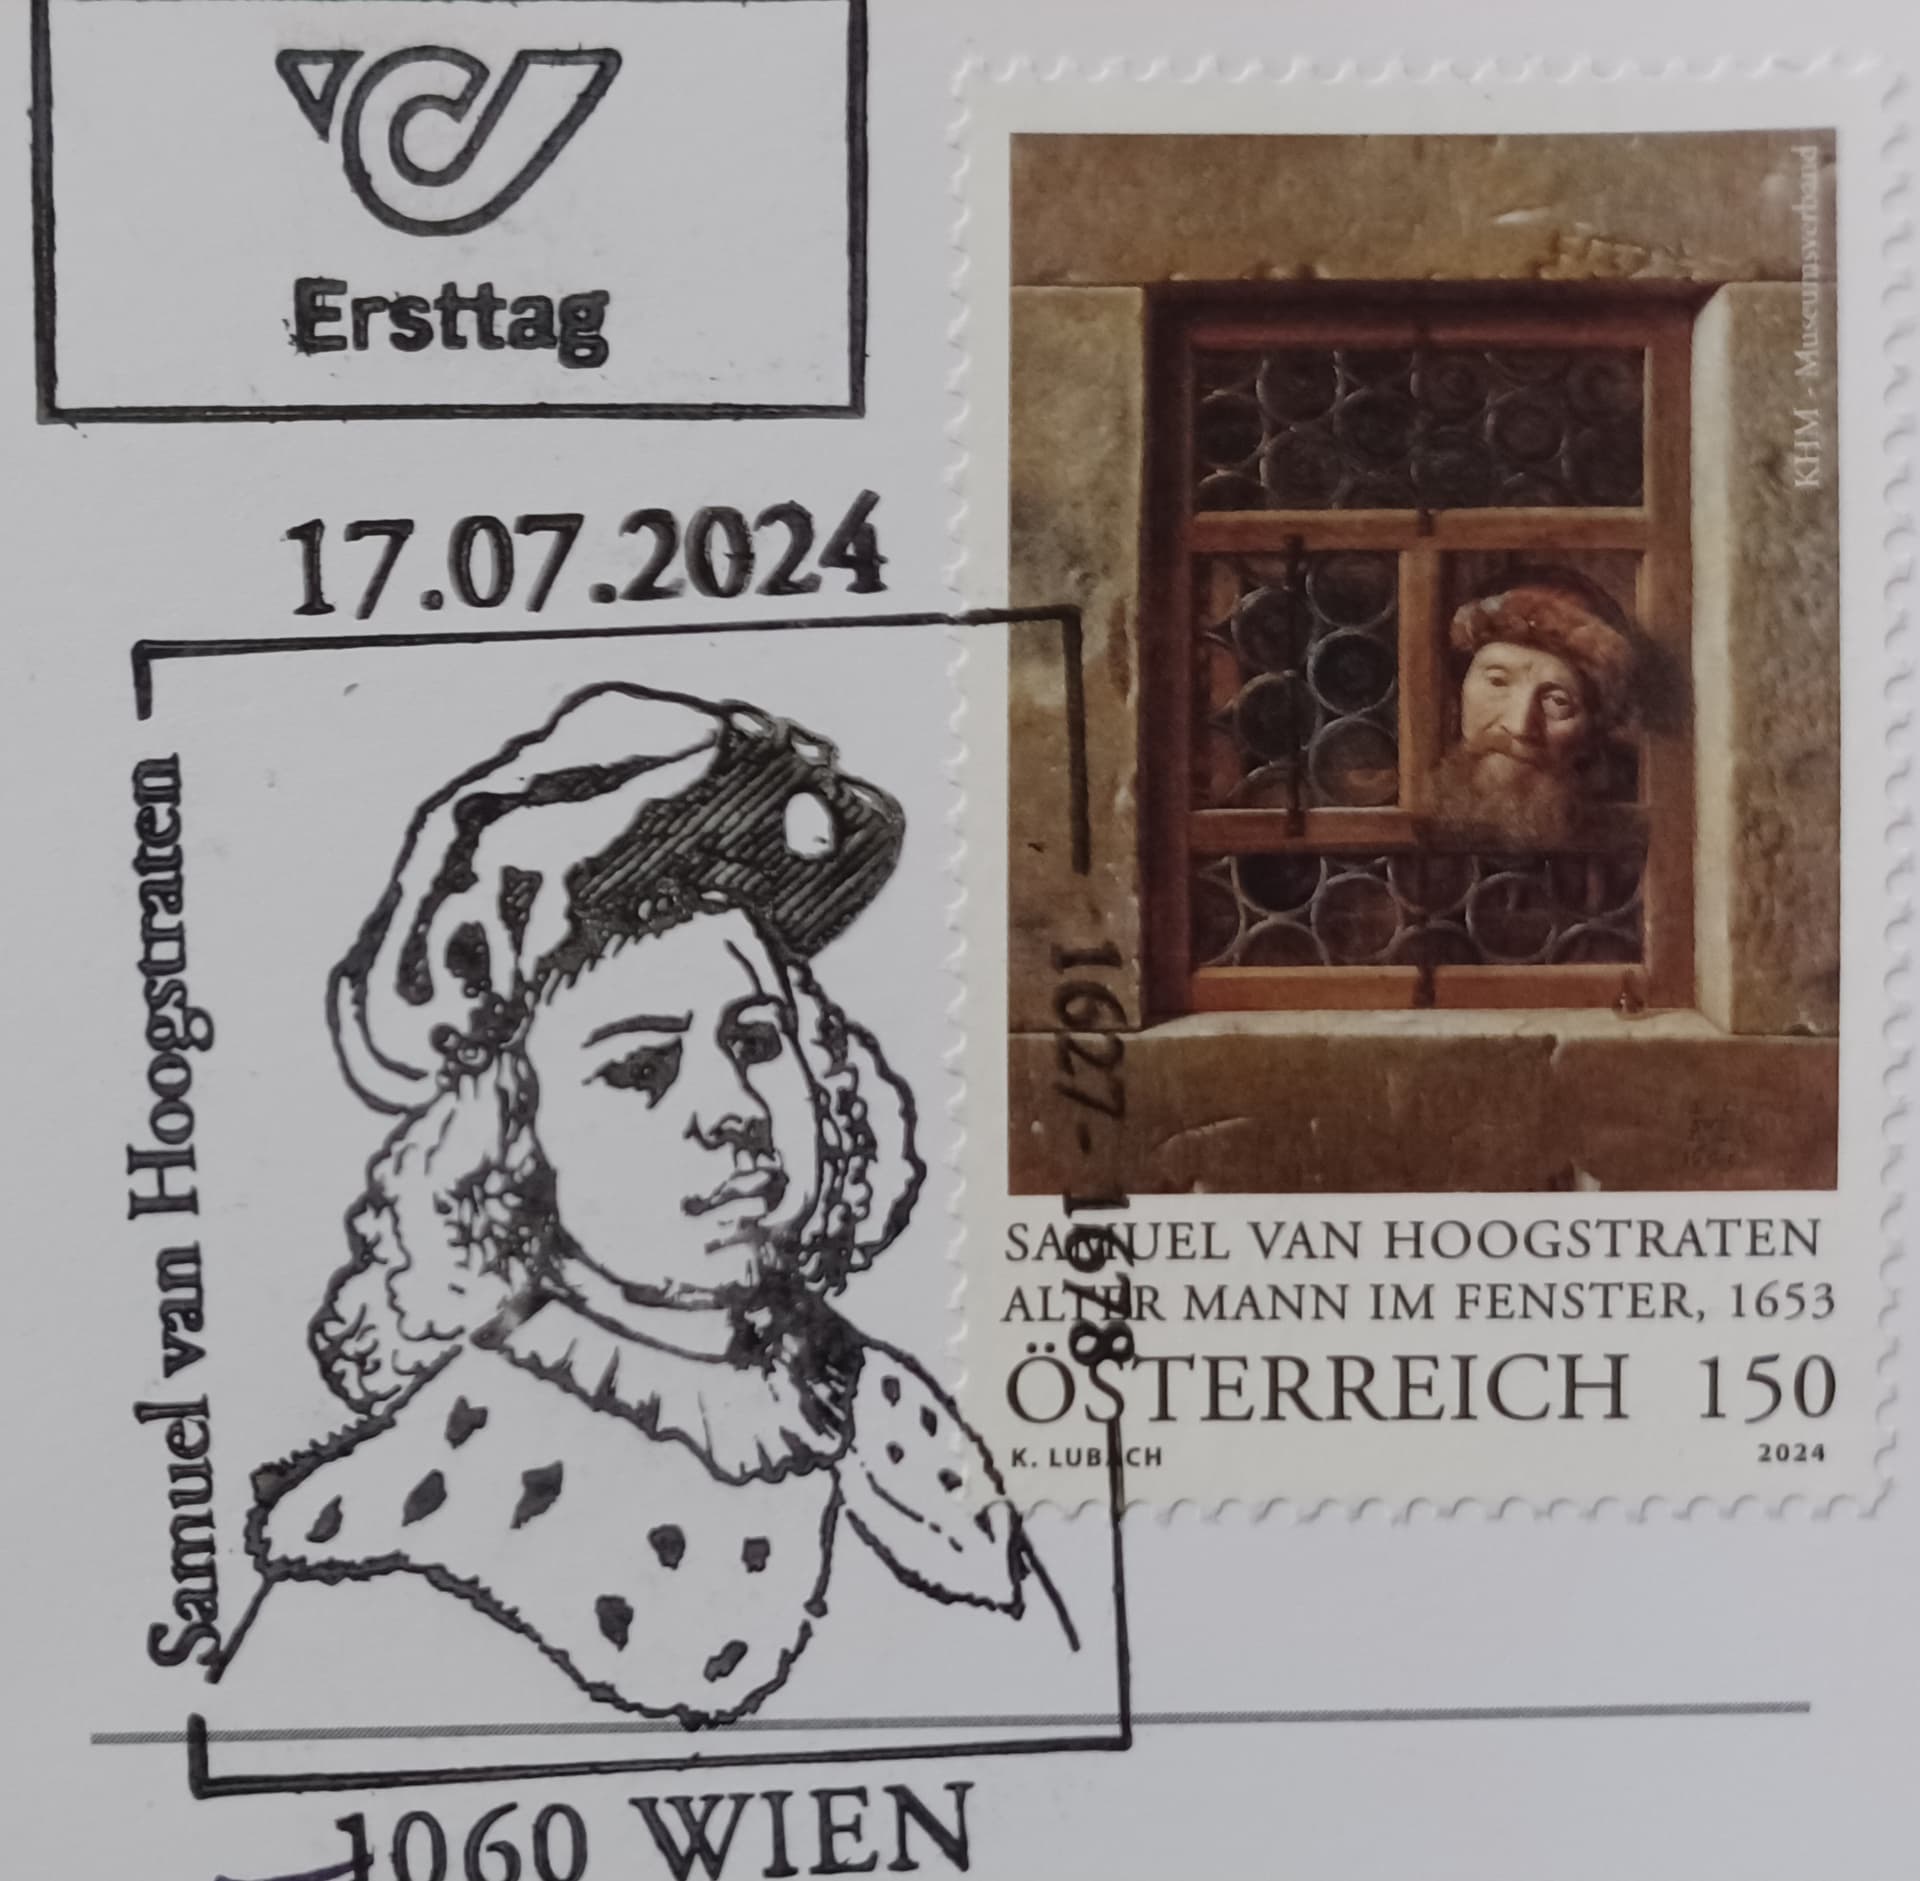 Ersttag
17.07.2024
Samuel van Hoogstraten
1627-1678
1060 WIEN
KHM - Museumsverband
SAMUEL VAN HOOGSTRATEN
ALTER MANN IM FENSTER, 1653
ÖSTERREICH 150
K. LUBACH 2024